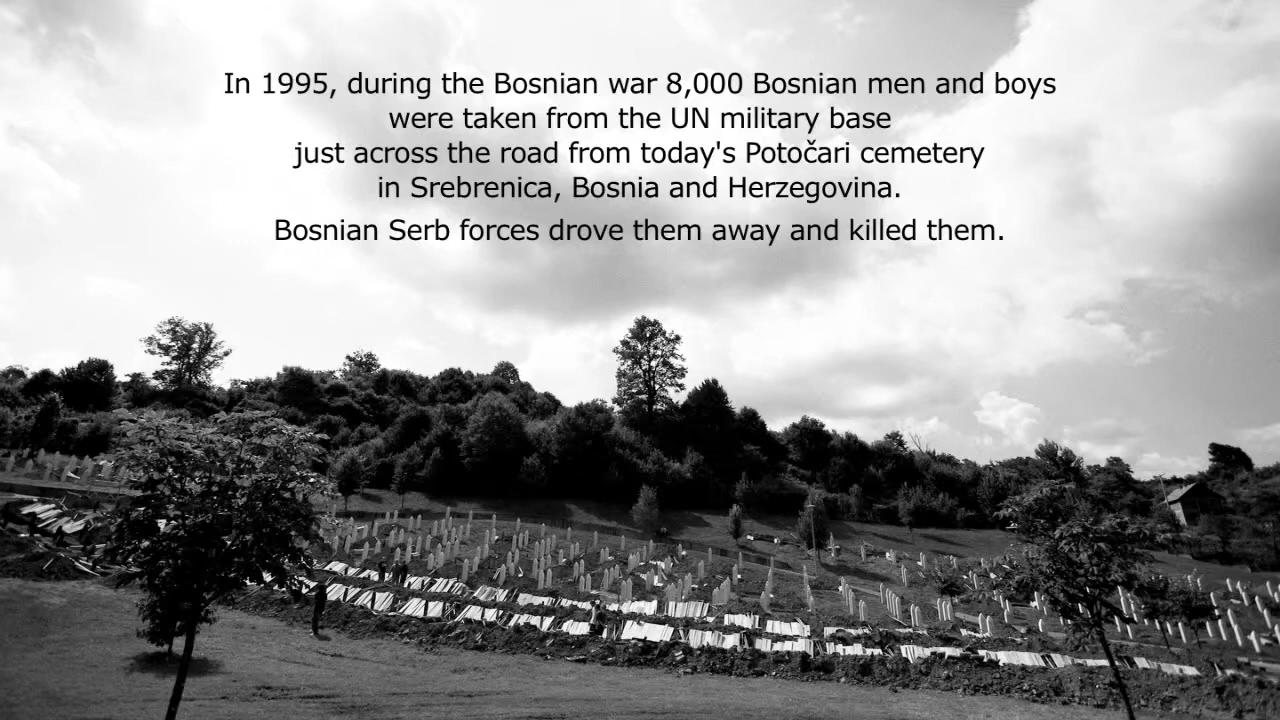 In 1995, during the Bosnian war 8,000 Bosnian men and boys
were taken from the UN military base
just across the road from today's Potočari cemetery
in Srebrenica, Bosnia and Herzegovina.
Bosnian Serb forces drove them away and killed them.